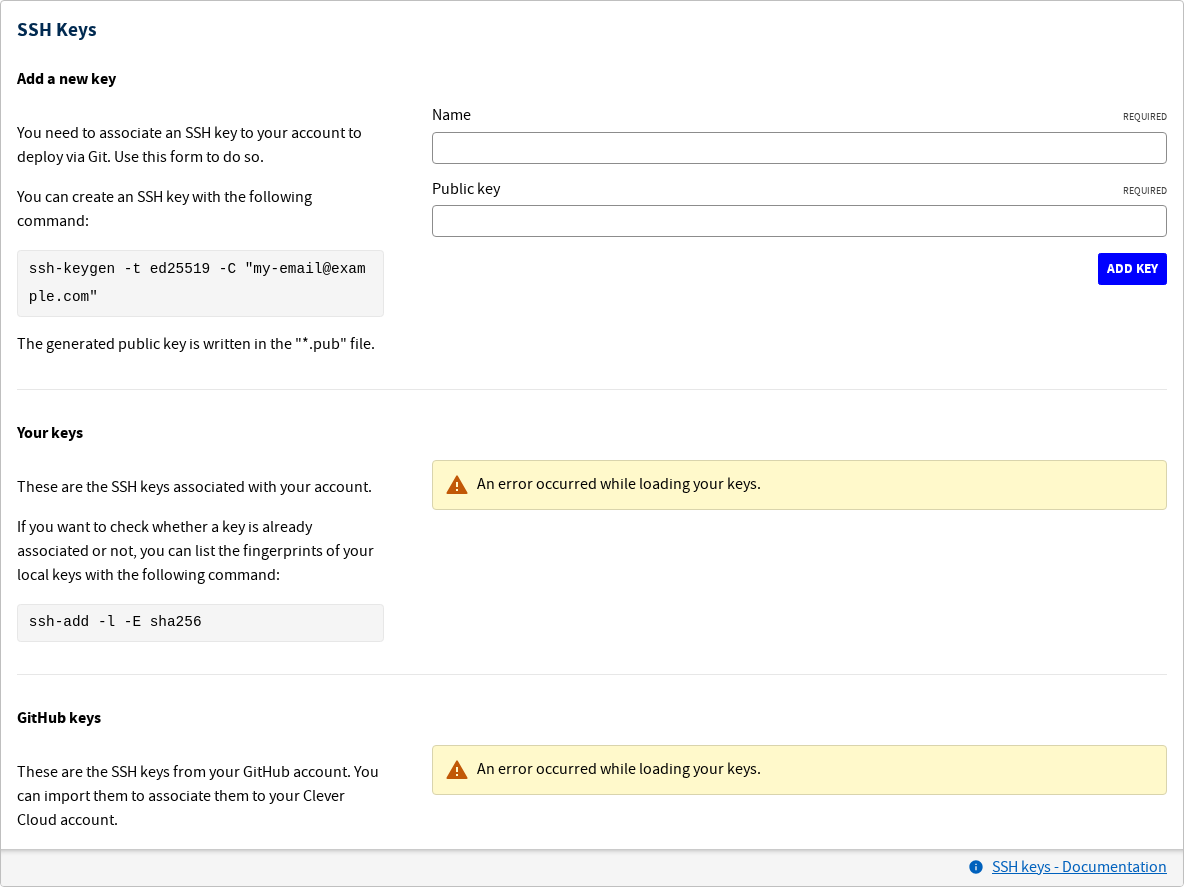 SSH Keys
Add a new key
You need to associate an SSH key to your account to
deploy via Git. Use this form to do so.
You can create an SSH key with the following
command:
ssh-keygen -t ed25519 -C "my-email@exam
ple.com"
The generated public key is written in the "*.pub" file.
Name
REQUIRED
Public key
REQUIRED
ADD KEY
Your keys
These are the SSH keys associated with your account.
If you want to check whether a key is already
associated or not, you can list the fingerprints of your
local keys with the following command:
ssh-add -l -E sha256
An error occurred while loading your keys.
GitHub keys
These are the SSH keys from your GitHub account. You
can import them to associate them to your Clever
Cloud account.
An error occurred while loading your keys.
SSH keys - Documentation